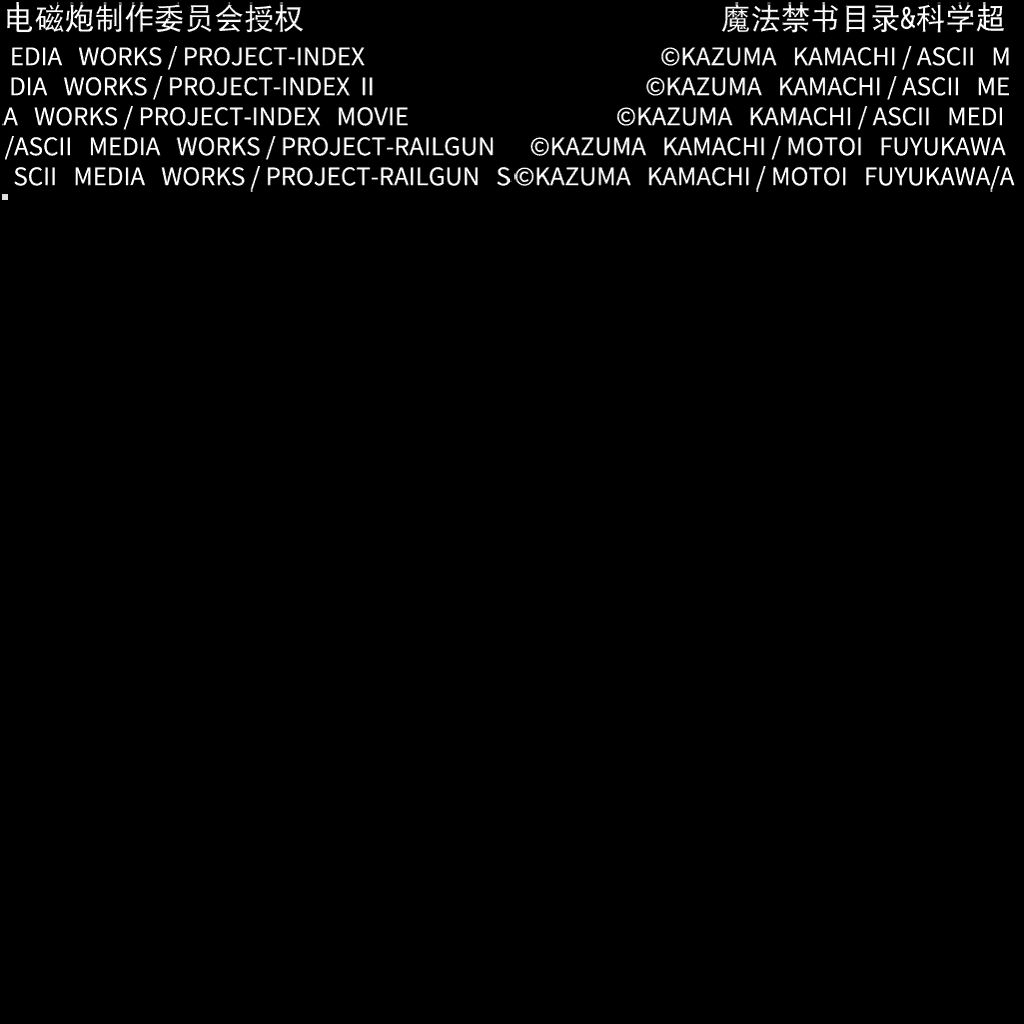 电磁炮制作委员会授权 魔法禁书目录&科学超
EDIA WORKS / PROJECT-INDEX ©KAZUMA KAMACHI / ASCII M
DIA WORKS / PROJECT-INDEX II ©KAZUMA KAMACHI / ASCII ME
A WORKS / PROJECT-INDEX MOVIE ©KAZUMA KAMACHI / ASCII MEDI
/ASCII MEDIA WORKS / PROJECT-RAILGUN ©KAZUMA KAMACHI / MOTOI FUYUKAWA
SCII MEDIA WORKS / PROJECT-RAILGUN S ©KAZUMA KAMACHI / MOTOI FUYUKAWA/A